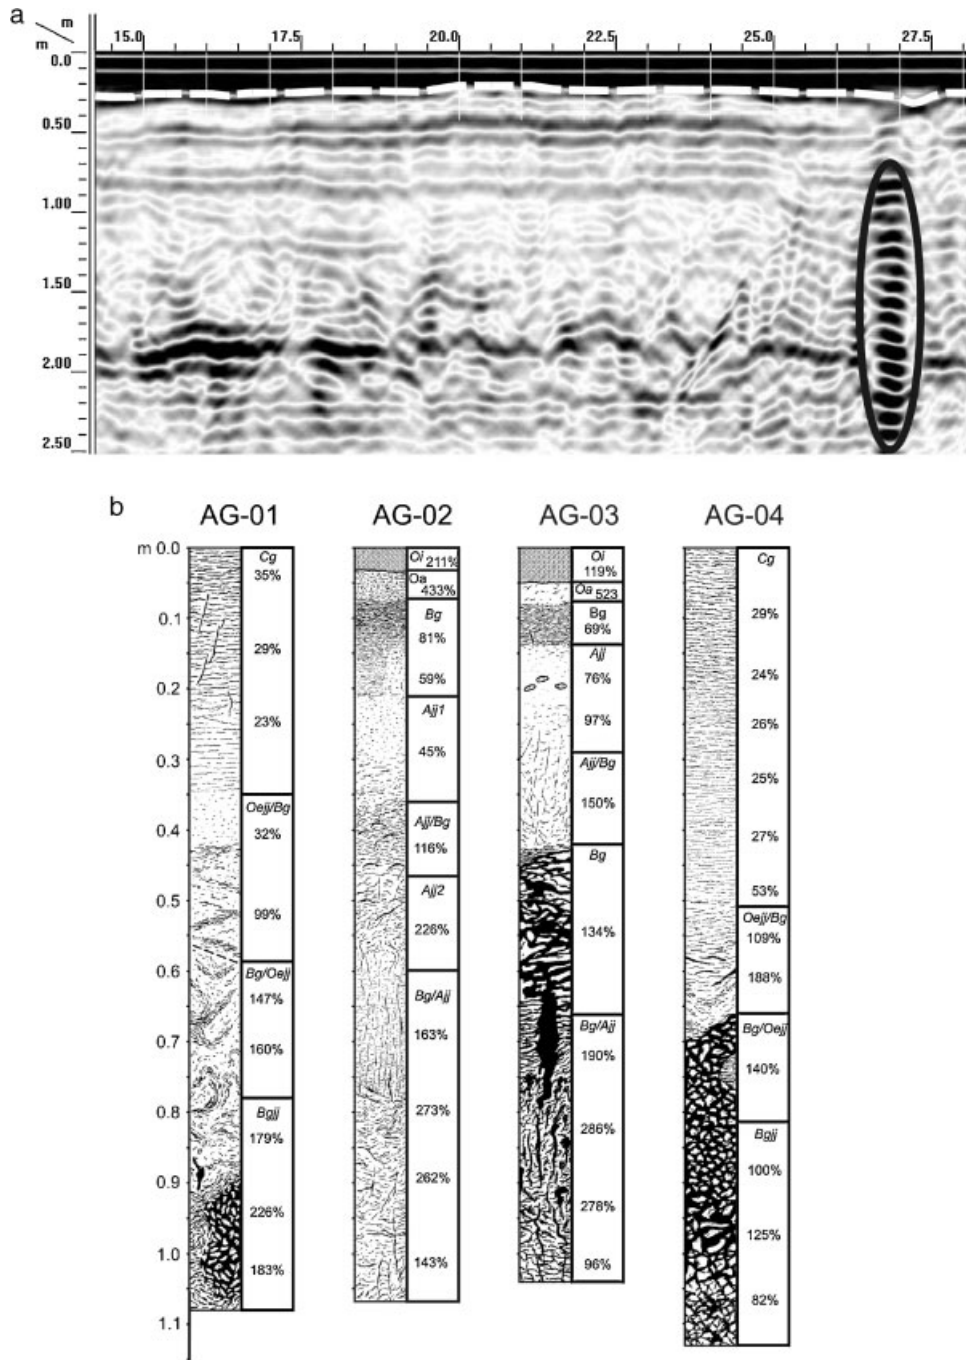 a
m
m
15.0 17.5 20.0 22.5 25.0 27.5
0.0
0.50
1.00
1.50
2.00
2.50
b
AG-01 AG-02 AG-03 AG-04
m 0.0
0.1
0.2
0.3
0.4
0.5
0.6
0.7
0.8
0.9
1.0
1.1
Cg
35%
29%
23%
Oejj/Bg
32%
99%
Bg/Oejj
147%
160%
Bgjj
179%
226%
183%
Oi 211%
Oa
433%
Bg
81%
59%
Ajj1
45%
Ajj/Bg
116%
Ajj2
226%
Bg/Ajj
163%
273%
262%
143%
Oi
119%
Oa 523
Bg
69%
Ajj
76%
97%
Ajj/Bg
150%
Bg
134%
Bg/Ajj
190%
286%
278%
96%
Cg
29%
24%
26%
25%
27%
53%
Oejj/Bg
109%
188%
Bg/Oejj
140%
Bgjj
100%
125%
82%